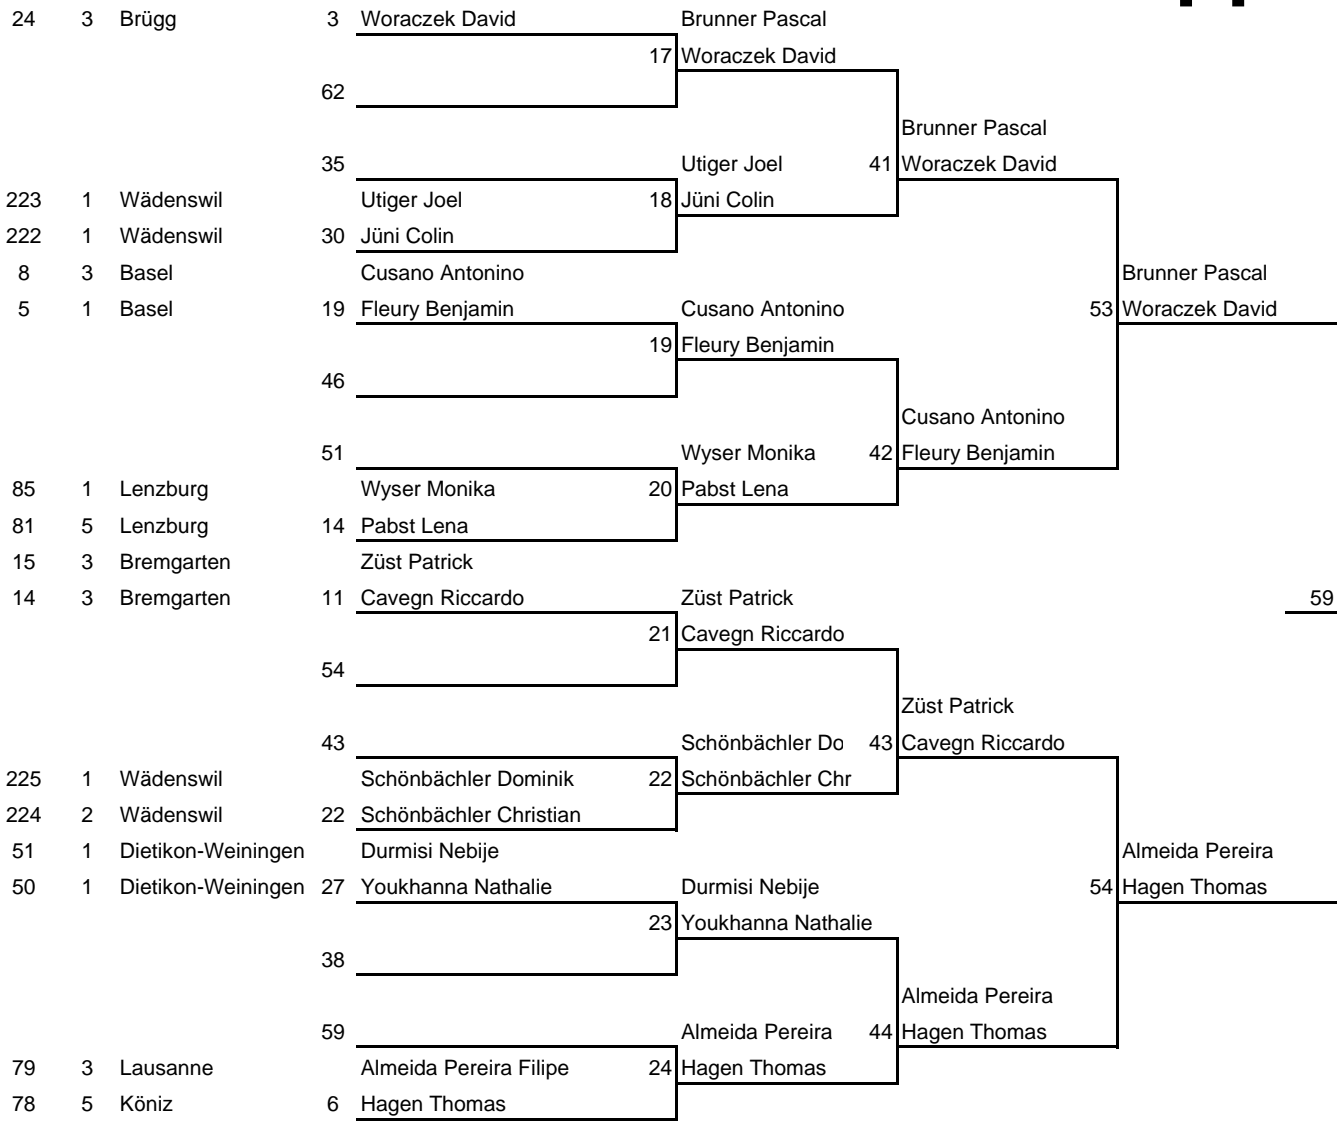 24 3 Brügg 3 Woraczek David Brunner Pascal
17 Woraczek David
62
Brunner Pascal
35 Utiger Joel 41 Woraczek David
223 1 Wädenswil Utiger Joel 18 Jüni Colin
222 1 Wädenswil 30 Jüni Colin
8 3 Basel Cusano Antonino Brunner Pascal
5 1 Basel 19 Fleury Benjamin Cusano Antonino 53 Woraczek David
19 Fleury Benjamin
46
Cusano Antonino
51 Wyser Monika 42 Fleury Benjamin
85 1 Lenzburg Wyser Monika 20 Pabst Lena
81 5 Lenzburg 14 Pabst Lena
15 3 Bremgarten Züst Patrick
14 3 Bremgarten 11 Cavegn Riccardo Züst Patrick 59
21 Cavegn Riccardo
54
Züst Patrick
43 Schönbächler Do 43 Cavegn Riccardo
225 1 Wädenswil Schönbächler Dominik 22 Schönbächler Chr
224 2 Wädenswil 22 Schönbächler Christian
51 1 Dietikon-Weiningen Durmisi Nebije Almeida Pereira
50 1 Dietikon-Weiningen 27 Youkhanna Nathalie Durmisi Nebije 54 Hagen Thomas
23 Youkhanna Nathalie
38
Almeida Pereira
59 Almeida Pereira 44 Hagen Thomas
79 3 Lausanne Almeida Pereira Filipe 24 Hagen Thomas
78 5 Köniz 6 Hagen Thomas